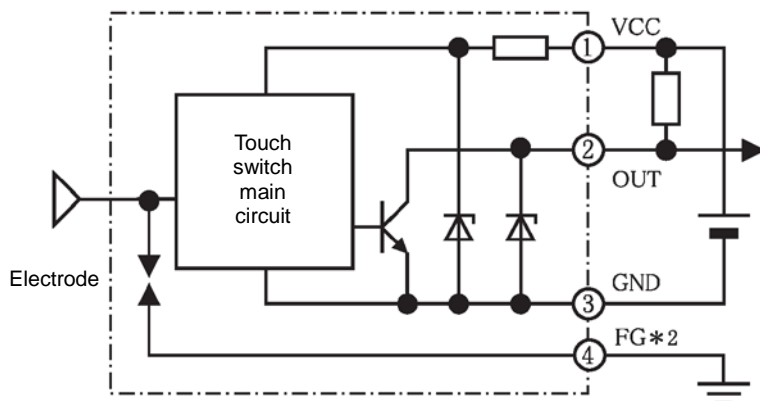 ① VCC
Touch
switch
main
circuit
② OUT
Electrode
③ GND
④ FG*2